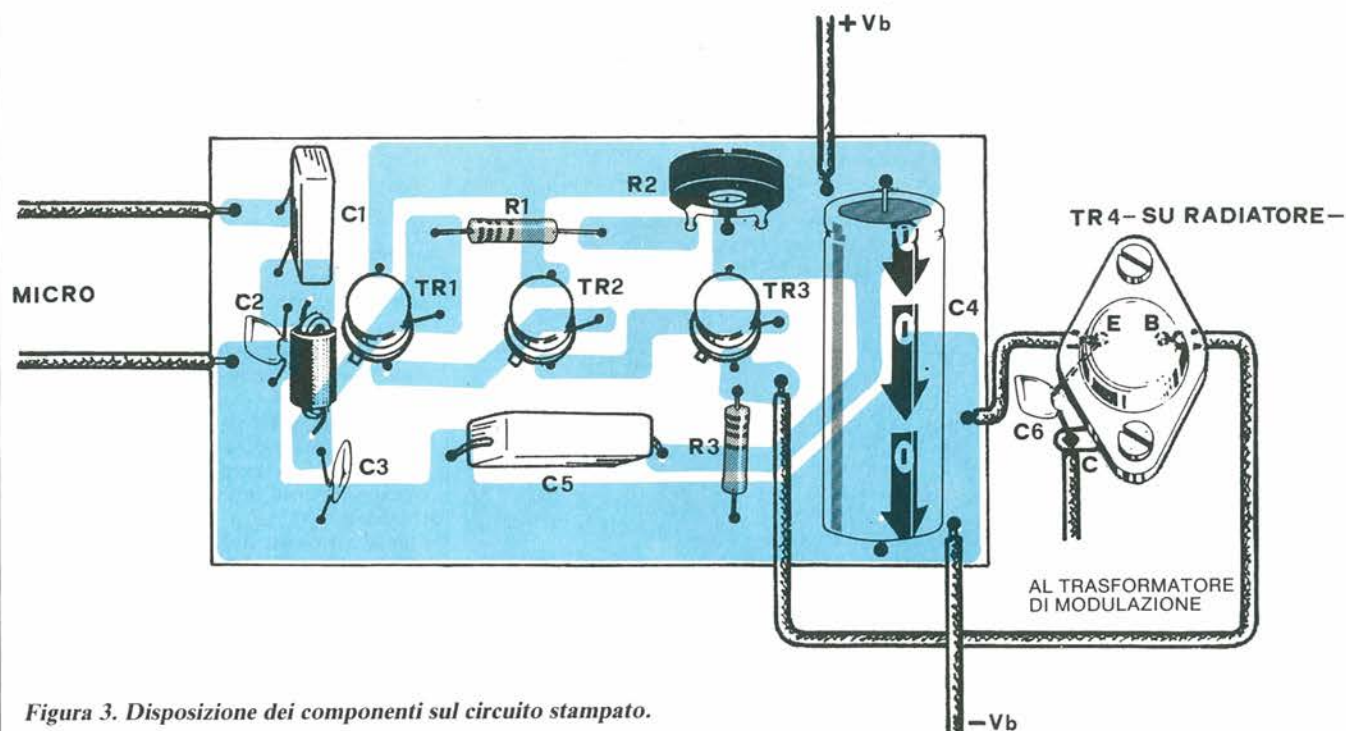 +Vb
R2
C1
R1
TR4-SU RADIATORE-
MICRO
C2
TR1
TR2
TR3
C4
E
B
C3
C5
R3
C6
C
AL TRASFORMATORE
DI MODULAZIONE
-Vb
Figura 3. Disposizione dei componenti sul circuito stampato.